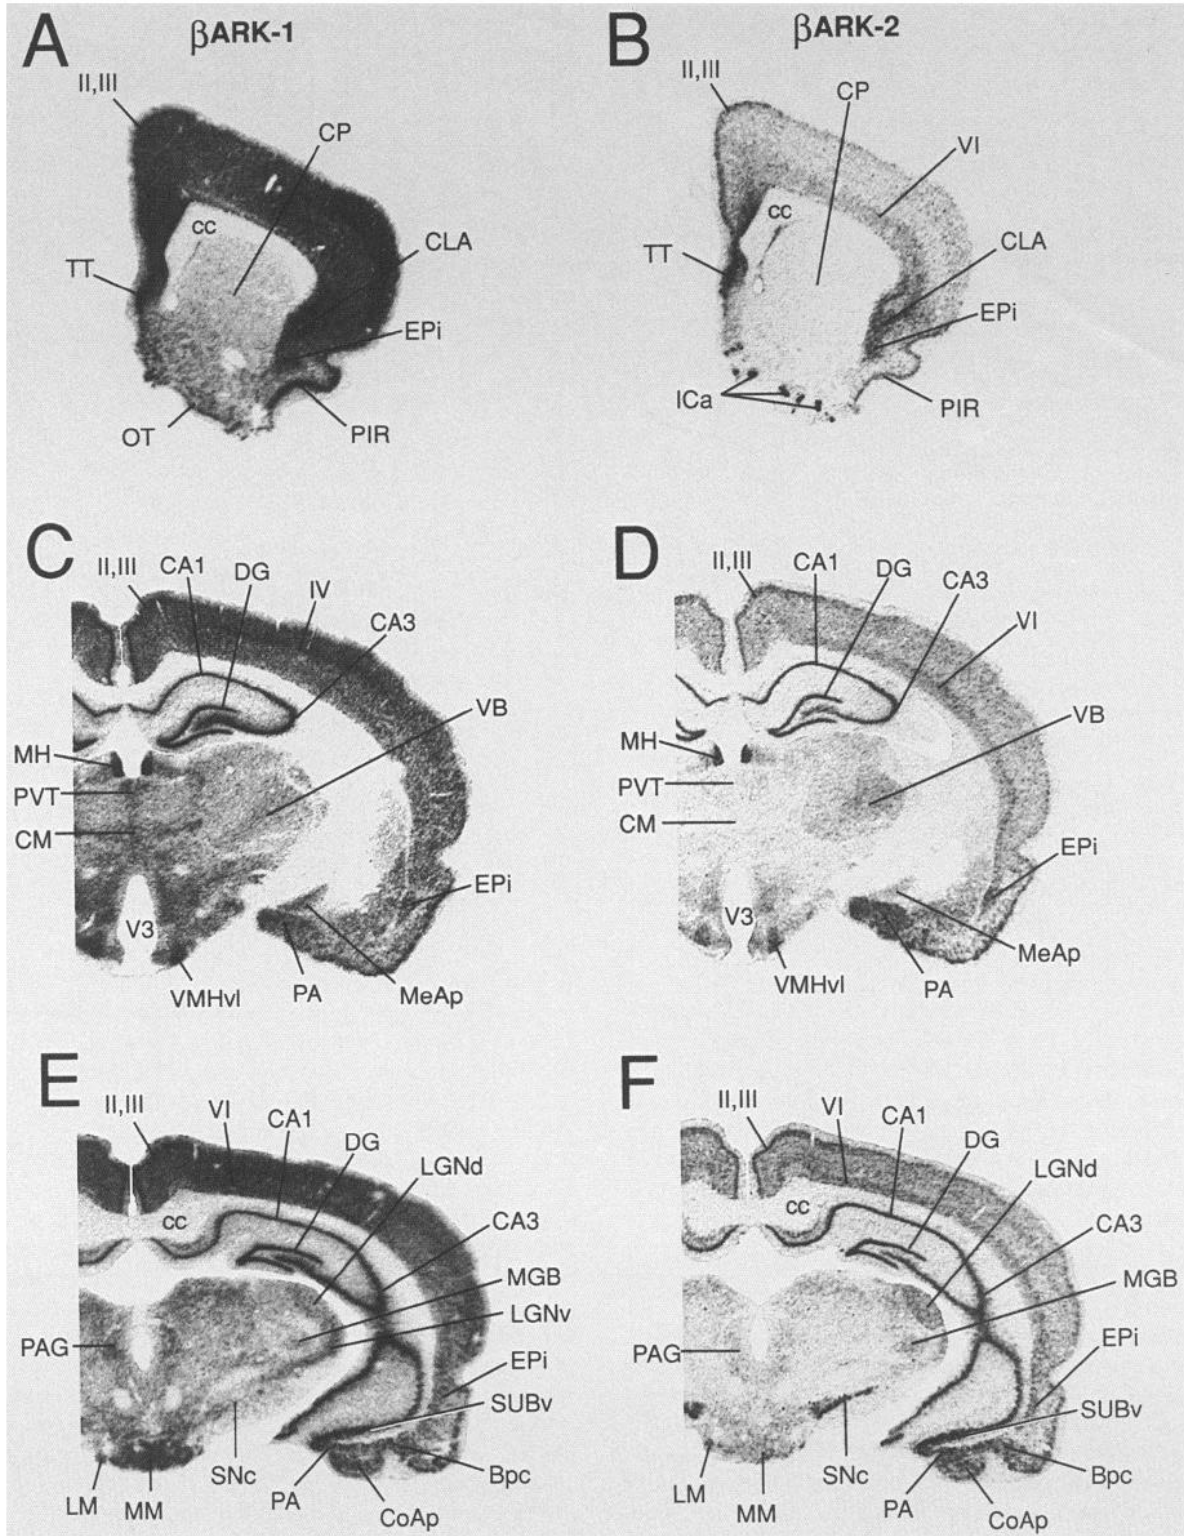 A
βARK-1
II,III
CP
cc
CLA
TT
EPi
OT
PIR
B
βARK-2
II,III
CP
VI
cc
CLA
TT
EPi
ICa
PIR
C
II,III
CA1
DG
IV
CA3
VB
MH
PVT
CM
EPi
V3
VMHvl
PA
MeAp
D
II,III
CA1
DG
CA3
VI
VB
MH
PVT
CM
EPi
V3
MeAp
VMHvl
PA
E
II,III
VI
CA1
DG
LGNd
cc
CA3
MGB
LGNv
PAG
EPi
SUBv
Bpc
LM
MM
SNc
PA
CoAp
F
II,III
VI
CA1
DG
LGNd
cc
CA3
MGB
EPi
PAG
SUBv
Bpc
LM
MM
SNc
PA
CoAp